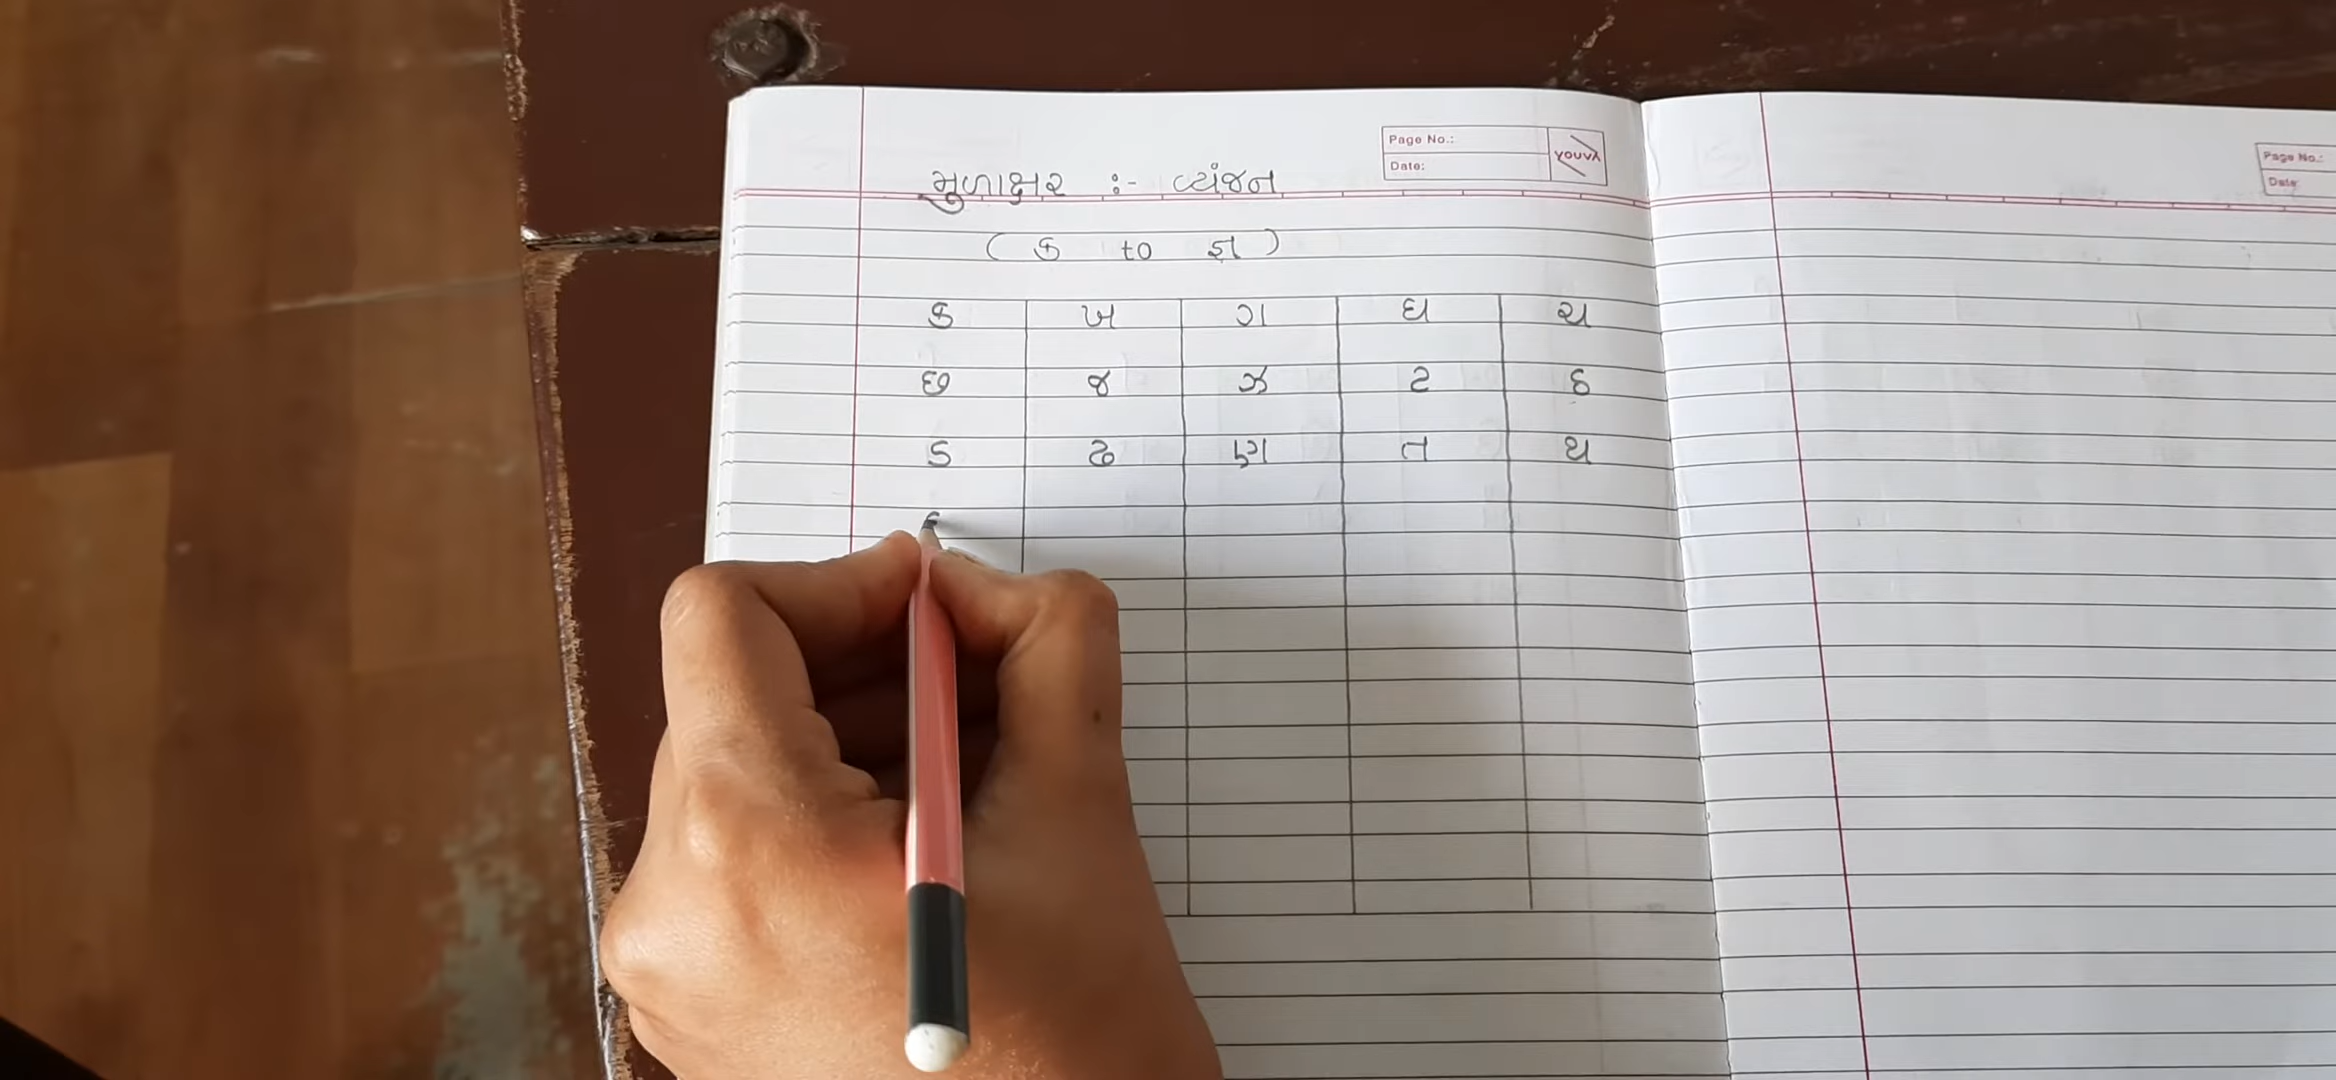 Page No.:
Date:
YOUVA
મુળાક્ષર :- વ્યંજન
( ક to જ્ઞ )
ક ખ ગ ઘ ચ
છ જ ઝ ટ ઠ
ડ ઢ ણ ત થ
Page No.:
Date: